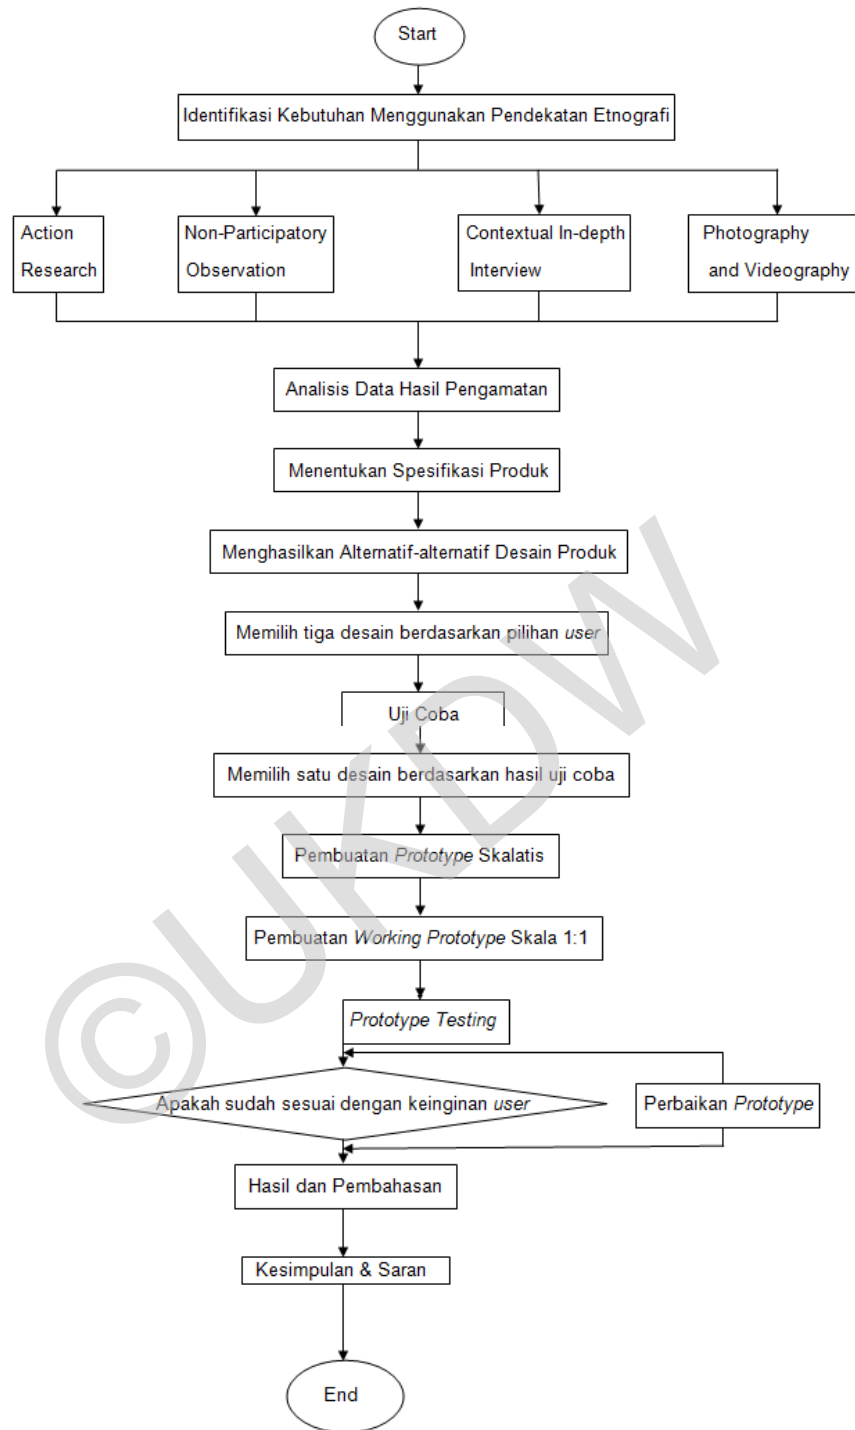 Start
Identifikasi Kebutuhan Menggunakan Pendekatan Etnografi
Action
Research
Non-Participatory
Observation
Contextual In-depth
Interview
Photography
and Videography
Analisis Data Hasil Pengamatan
Menentukan Spesifikasi Produk
Menghasilkan Alternatif-alternatif Desain Produk
Memilih tiga desain berdasarkan pilihan user
Uji Coba
Memilih satu desain berdasarkan hasil uji coba
Pembuatan Prototype Skalatis
Pembuatan Working Prototype Skala 1:1
Prototype Testing
Apakah sudah sesuai dengan keinginan user
Perbaikan Prototype
Hasil dan Pembahasan
Kesimpulan & Saran
End
©UKDW